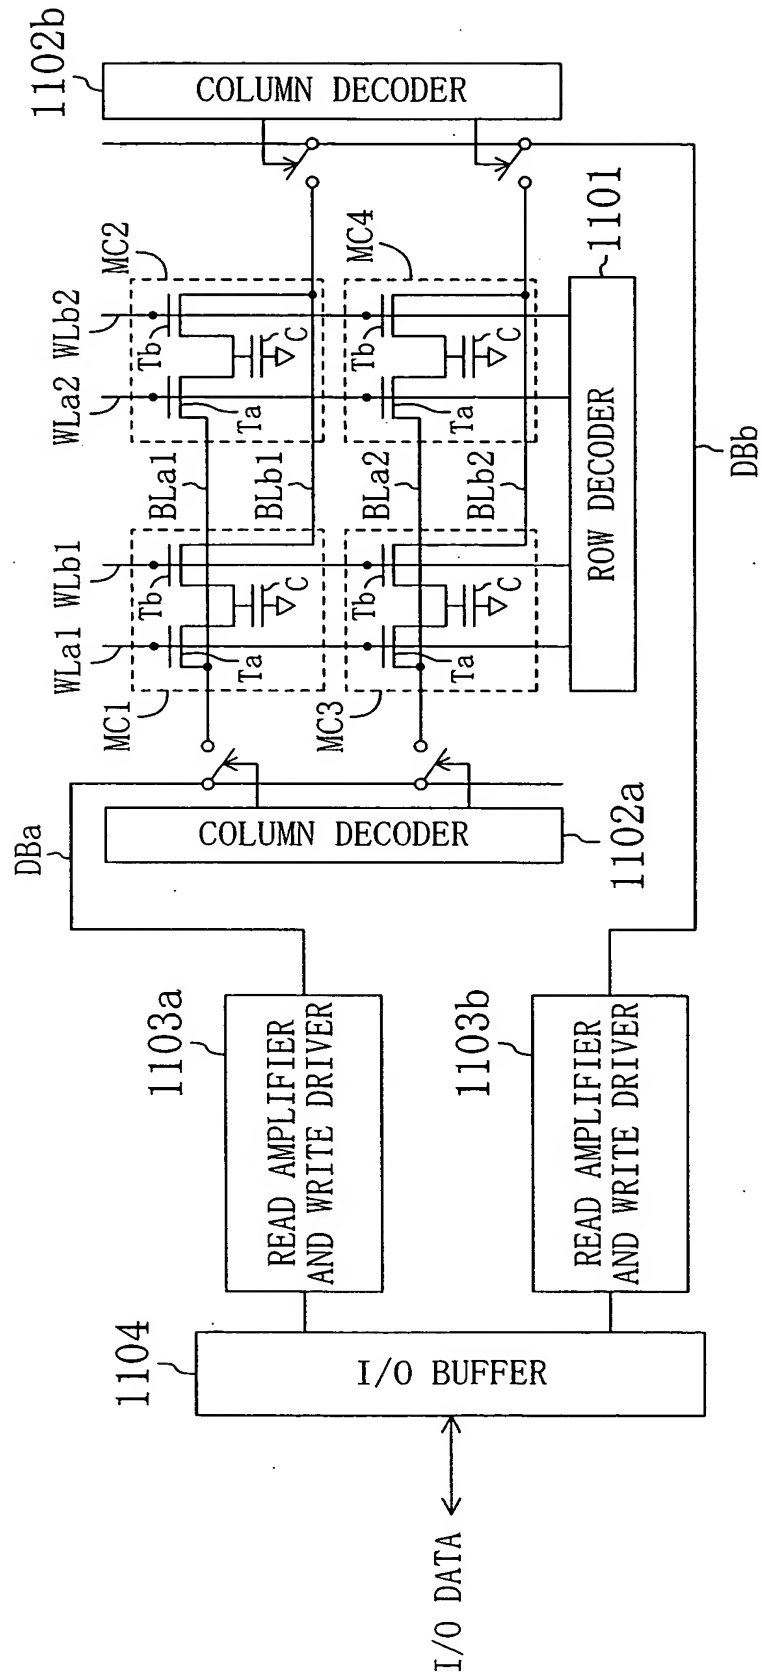 1102b
COLUMN DECODER
WLa1
WLb1
WLa2
WLb2
MC1
MC2
Tb
Tb
C
C
Ta
Ta
BLa1
BLb1
MC3
MC4
Tb
Tb
C
C
Ta
Ta
BLa2
BLb2
1101
ROW DECODER
DBa
COLUMN DECODER
1102a
DBb
1103a
READ AMPLIFIER
AND WRITE DRIVER
1103b
READ AMPLIFIER
AND WRITE DRIVER
1104
I/O BUFFER
I/O DATA